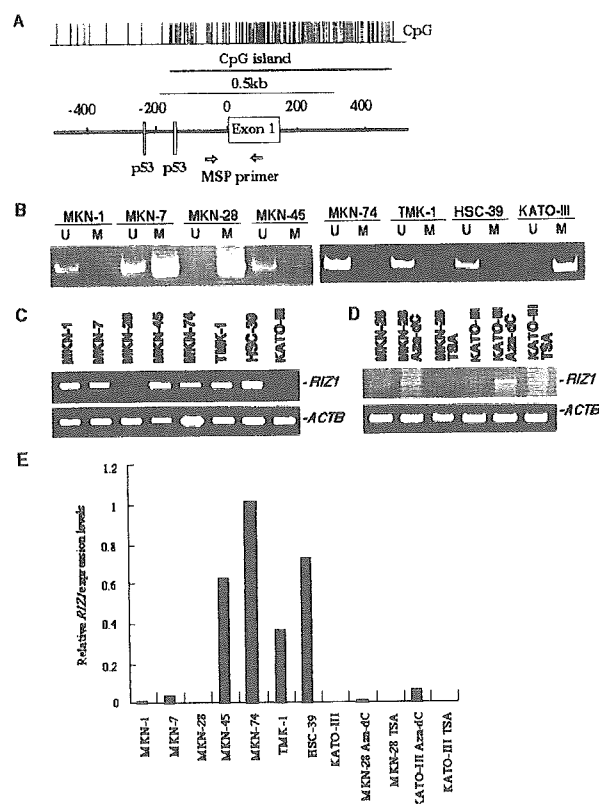 A
CpG
CpG island
0.5kb
-400 -200 0 200 400
Exon 1
p53 p53
MSP primer
B
MKN-1 MKN-7 MKN-28 MKN-45 MKN-74 TMK-1 HSC-39 KATO-III
U M U M U M U M U M U M U M U M
C
MKN-1 MKN-7 MKN-28 MKN-45 MKN-74 TMK-1 HSC-39 KATO-III
-RIZ1
-ACTB
D
MKN-28
MKN-28 Aza-dC
MKN-28 TSA
KATO-III
KATO-III Aza-dC
KATO-III TSA
-RIZ1
-ACTB
E
Relative RIZ1 expression levels
1.2
1
0.8
0.6
0.4
0.2
0
MKN-1
MKN-7
MKN-28
MKN-45
MKN-74
TMK-1
HSC-39
KATO-III
MKN-28 Aza-dC
MKN-28 TSA
KATO-III Aza-dC
KATO-III TSA